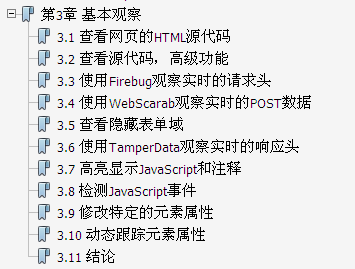 第3章 基本观察
3.1 查看网页的HTML源代码
3.2 查看源代码，高级功能
3.3 使用Firebug观察实时的请求头
3.4 使用WebScarab观察实时的POST数据
3.5 查看隐藏表单域
3.6 使用TamperData观察实时的响应头
3.7 高亮显示JavaScript和注释
3.8 检测JavaScript事件
3.9 修改特定的元素属性
3.10 动态跟踪元素属性
3.11 结论